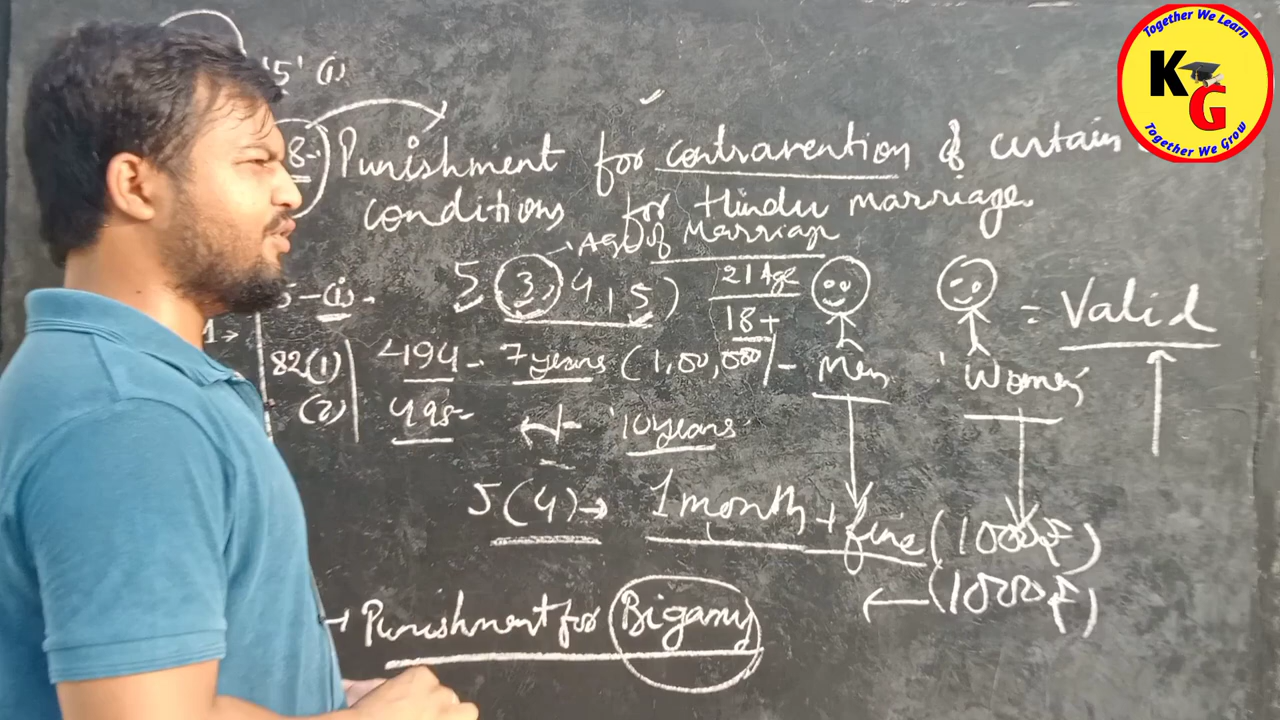 '5' (i)
8-) Punishment for contravention of certain
conditions for Hindu marriage
Age of Marriage
5 (3, 4, 5)
21 Age
18+
= Valid
5 - (i) -
82(1) 494 - 7 years (1,00,000/- Men 'Women'
(2) 495 - 10 years
5(4) → 1 month + fine (1000₹)
← (1000₹)
→ Punishment for Bigamy
Together We Learn
KG
Together We Grow